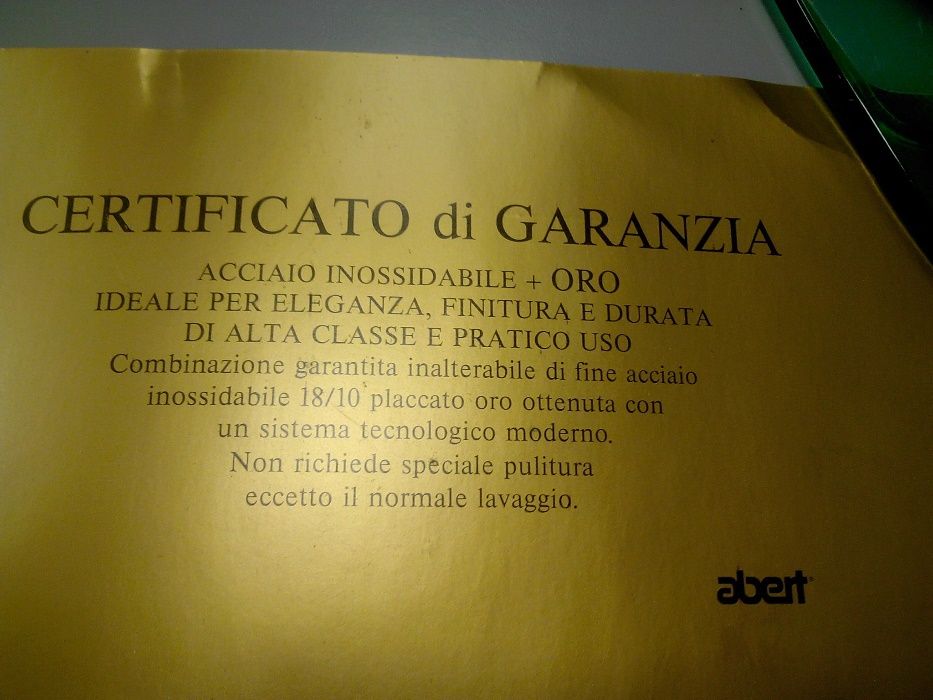 CERTIFICATO di GARANZIA
ACCIAIO INOSSIDABILE + ORO
IDEALE PER ELEGANZA, FINITURA E DURATA
DI ALTA CLASSE E PRATICO USO
Combinazione garantita inalterabile di fine acciaio
inossidabile 18/10 placcato oro ottenuta con
un sistema tecnologico moderno.
Non richiede speciale pulitura
eccetto il normale lavaggio.
abert